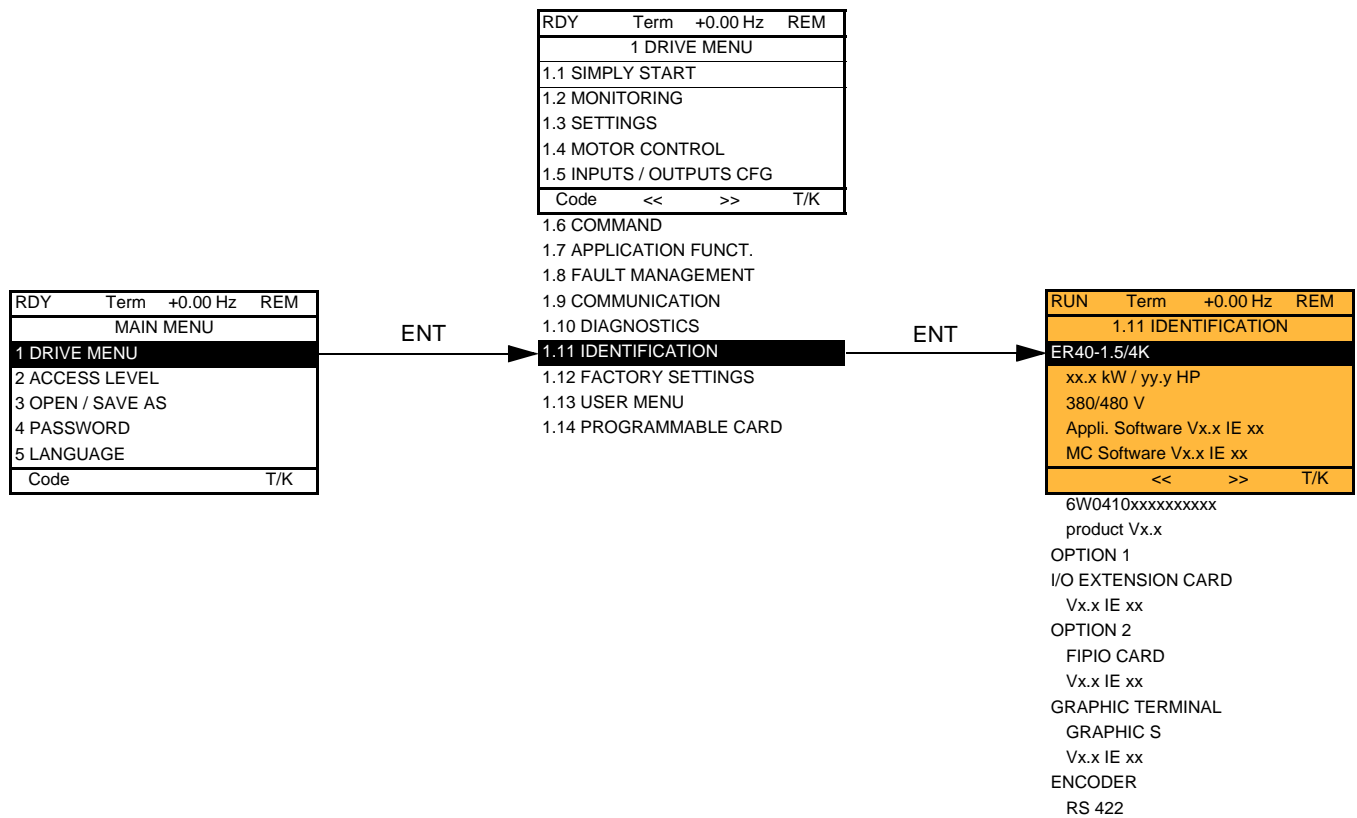 RDY Term +0.00 Hz REM
MAIN MENU
1 DRIVE MENU
2 ACCESS LEVEL
3 OPEN / SAVE AS
4 PASSWORD
5 LANGUAGE
Code T/K
ENT
RDY Term +0.00 Hz REM
1 DRIVE MENU
1.1 SIMPLY START
1.2 MONITORING
1.3 SETTINGS
1.4 MOTOR CONTROL
1.5 INPUTS / OUTPUTS CFG
Code << >> T/K
1.6 COMMAND
1.7 APPLICATION FUNCT.
1.8 FAULT MANAGEMENT
1.9 COMMUNICATION
1.10 DIAGNOSTICS
1.11 IDENTIFICATION
1.12 FACTORY SETTINGS
1.13 USER MENU
1.14 PROGRAMMABLE CARD
ENT
RUN Term +0.00 Hz REM
1.11 IDENTIFICATION
ER40-1.5/4K
xx.x kW / yy.y HP
380/480 V
Appli. Software Vx.x IE xx
MC Software Vx.x IE xx
<< >> T/K
6W0410xxxxxxxxxx
product Vx.x
OPTION 1
I/O EXTENSION CARD
Vx.x IE xx
OPTION 2
FIPIO CARD
Vx.x IE xx
GRAPHIC TERMINAL
GRAPHIC S
Vx.x IE xx
ENCODER
RS 422